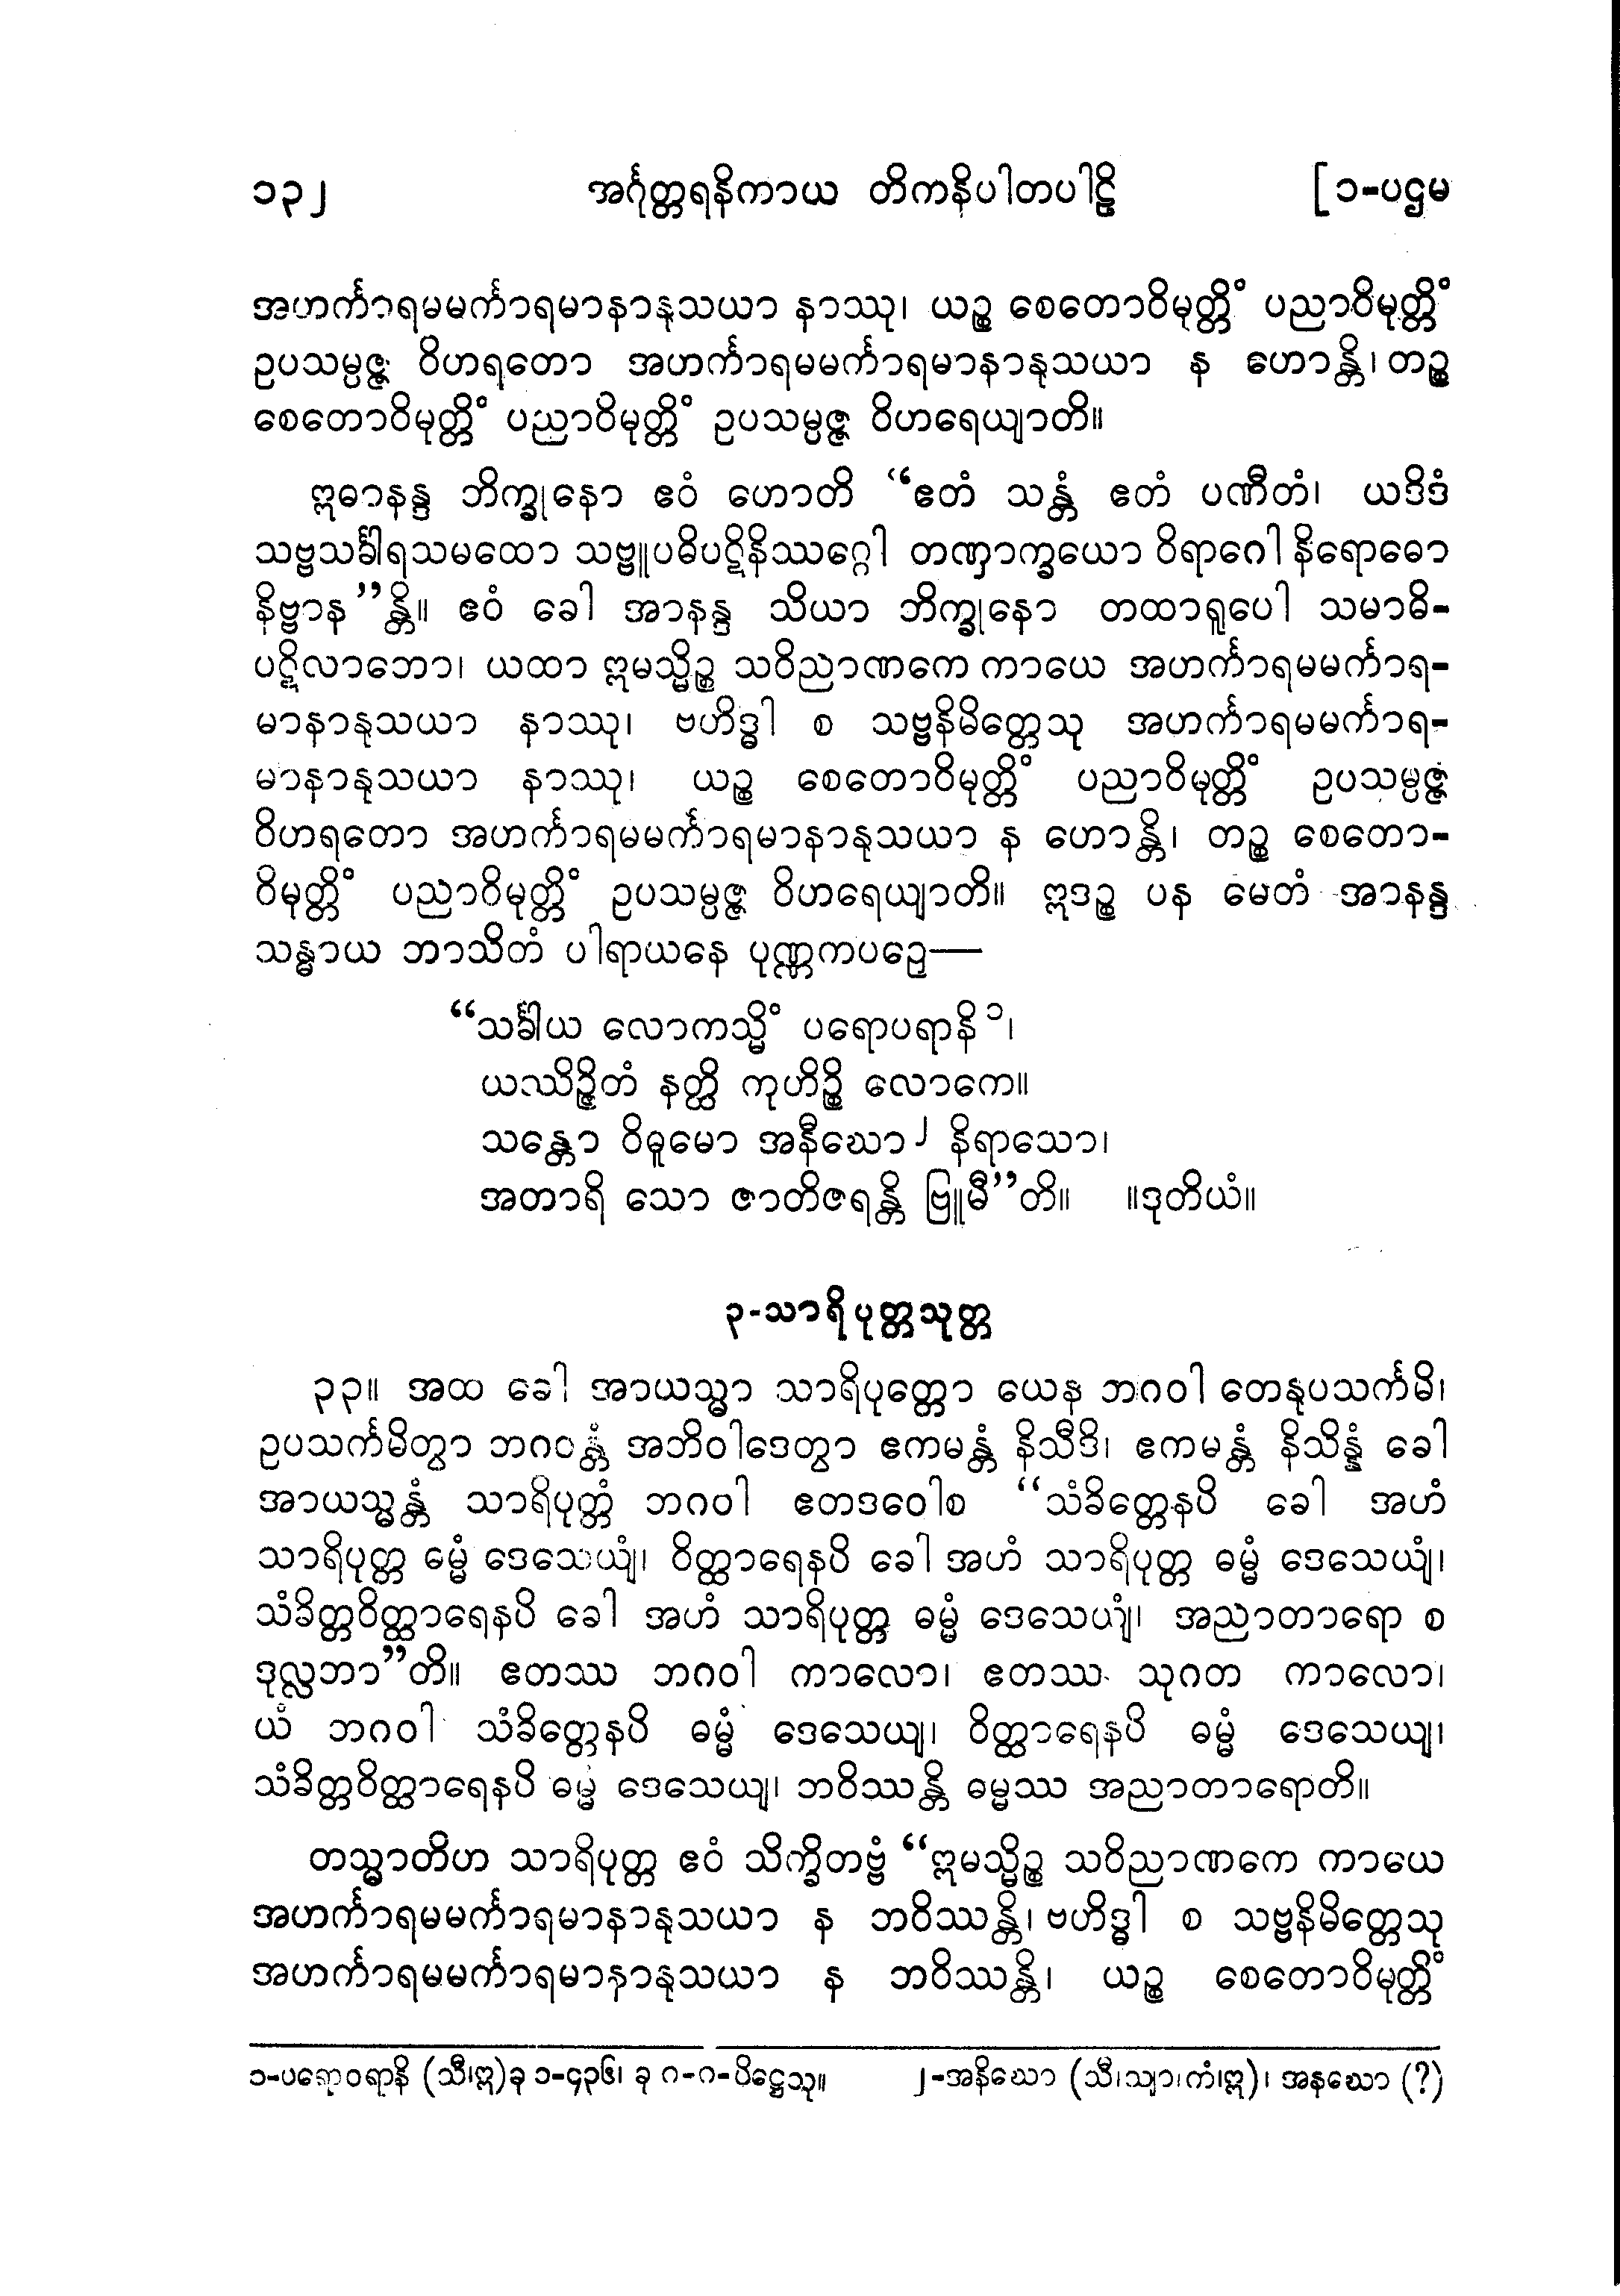 ၁၃၂ အင်္ဂုတ္တရနိကာယ တိကနိပါတပါဠိ [၁-ပဌမ
အဟင်္ကာရမမင်္ကာရမာနာနုသယာ နာဿု၊ ယဉ္စ စေတောဝိမုတ္တိံ ပညာဝိမုတ္တိံ
ဥပသမ္ပဇ္ဇ ဝိဟရတော အဟင်္ကာရမမင်္ကာရမာနာနုသယာ န ဟောန္တိ၊ တဉ္စ
စေတောဝိမုတ္တိံ ပညာဝိမုတ္တိံ ဥပသမ္ပဇ္ဇ ဝိဟရေယျာတိ။
ဣဓာနန္ဒ ဘိက္ခုနော ဧဝံ ဟောတိ “ဧတံ သန္တံ ဧတံ ပဏီတံ၊ ယဒိဒံ
သဗ္ဗသင်္ခါရသမထော သဗ္ဗူပဓိပဋိနိဿဂ္ဂေါ တဏှာက္ခယော ဝိရာဂေါ နိရောဓော
နိဗ္ဗာန”န္တိ။ ဧဝံ ခေါ အာနန္ဒ သိယာ ဘိက္ခုနော တထာရူပေါ သမာဓိ-
ပဋိလာဘော၊ ယထာ ဣမသ္မိဉ္စ သဝိညာဏကေ ကာယေ အဟင်္ကာရမမင်္ကာရ-
မာနာနုသယာ နာဿု၊ ဗဟိဒ္ဓါ စ သဗ္ဗနိမိတ္တေသု အဟင်္ကာရမမင်္ကာရ-
မာနာနုသယာ နာဿု၊ ယဉ္စ စေတောဝိမုတ္တိံ ပညာဝိမုတ္တိံ ဥပသမ္ပဇ္ဇ
ဝိဟရတော အဟင်္ကာရမမင်္ကာရမာနာနုသယာ န ဟောန္တိ၊ တဉ္စ စေတော-
ဝိမုတ္တိံ ပညာဝိမုတ္တိံ ဥပသမ္ပဇ္ဇ ဝိဟရေယျာတိ။ ဣဒဉ္စ ပန မေတံ အာနန္ဒ
သန္ဓာယ ဘာသိတံ ပါရာယနေ ပုဏ္ဏကပဉှေ—
“သင်္ခါယ လောကသ္မိံ ပရောပရာနိ၁၊
ယဿိဉ္ဇိတံ နတ္ထိ ကုဟိဉ္စိ လောကေ။
သန္တော ဝိဓူမော အနီဃော၂ နိရာသော၊
အတာရိ သော ဇာတိဇရန္တိ ဗြူမီ”တိ။ ။ဒုတိယံ။
၃-သာရိပုတ္တသုတ္တ
၃၃။ အထ ခေါ အာယသ္မာ သာရိပုတ္တော ယေန ဘဂဝါ တေနုပသင်္ကမိ၊
ဥပသင်္ကမိတွာ ဘဂဝန္တံ အဘိဝါဒေတွာ ဧကမန္တံ နိသီဒိ၊ ဧကမန္တံ နိသိန္နံ ခေါ
အာယသ္မန္တံ သာရိပုတ္တံ ဘဂဝါ ဧတဒဝေါစ “သံခိတ္တေနပိ ခေါ အဟံ
သာရိပုတ္တ ဓမ္မံ ဒေသေယျံ၊ ဝိတ္ထာရေနပိ ခေါ အဟံ သာရိပုတ္တ ဓမ္မံ ဒေသေယျံ၊
သံခိတ္တဝိတ္ထာရေနပိ ခေါ အဟံ သာရိပုတ္တ ဓမ္မံ ဒေသေယျံ၊ အညာတာရော စ
ဒုလ္လဘာ”တိ။ ဧတဿ ဘဂဝါ ကာလော၊ ဧတဿ သုဂတ ကာလော၊
ယံ ဘဂဝါ သံခိတ္တေနပိ ဓမ္မံ ဒေသေယျ၊ ဝိတ္ထာရေနပိ ဓမ္မံ ဒေသေယျ၊
သံခိတ္တဝိတ္ထာရေနပိ ဓမ္မံ ဒေသေယျ၊ ဘဝိဿန္တိ ဓမ္မဿ အညာတာရောတိ။
တသ္မာတိဟ သာရိပုတ္တ ဧဝံ သိက္ခိတဗ္ဗံ “ဣမသ္မိဉ္စ သဝိညာဏကေ ကာယေ
အဟင်္ကာရမမင်္ကာရမာနာနုသယာ န ဘဝိဿန္တိ၊ ဗဟိဒ္ဓါ စ သဗ္ဗနိမိတ္တေသု
အဟင်္ကာရမမင်္ကာရမာနာနုသယာ န ဘဝိဿန္တိ၊ ယဉ္စ စေတောဝိမုတ္တိံ
၁-ပရောဝရာနိ (သီ၊ဣ)ခု ၁-၄၃၆၊ ခု ဂ-ဂ-ပိဋ္ဌေသု။ ၂-အနိဃော (သီ၊သျာ၊ကံ၊ဣ)၊ အနဃော (?)